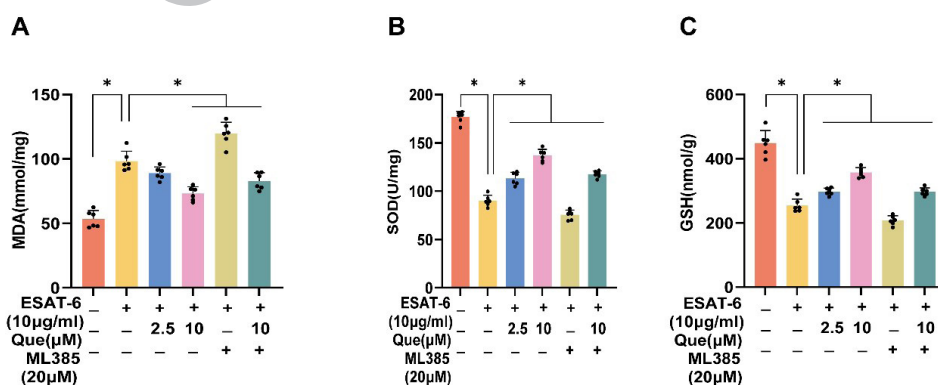 A
B
C
* *
* *
* *
MDA(mmol/mg)
150
100
50
0
SOD(U/mg)
200
150
100
50
0
GSH(nmol/g)
600
400
200
0
ESAT-6 (10μg/ml) – + + + + +
Que(μM) – – 2.5 10 – 10
ML385 (20μM) – – – – + +
ESAT-6 (10μg/ml) – + + + + +
Que(μM) – – 2.5 10 – 10
ML385 (20μM) – – – – + +
ESAT-6 (10μg/ml) – + + + + +
Que(μM) – – 2.5 10 – 10
ML385 (20μM) – – – – + +